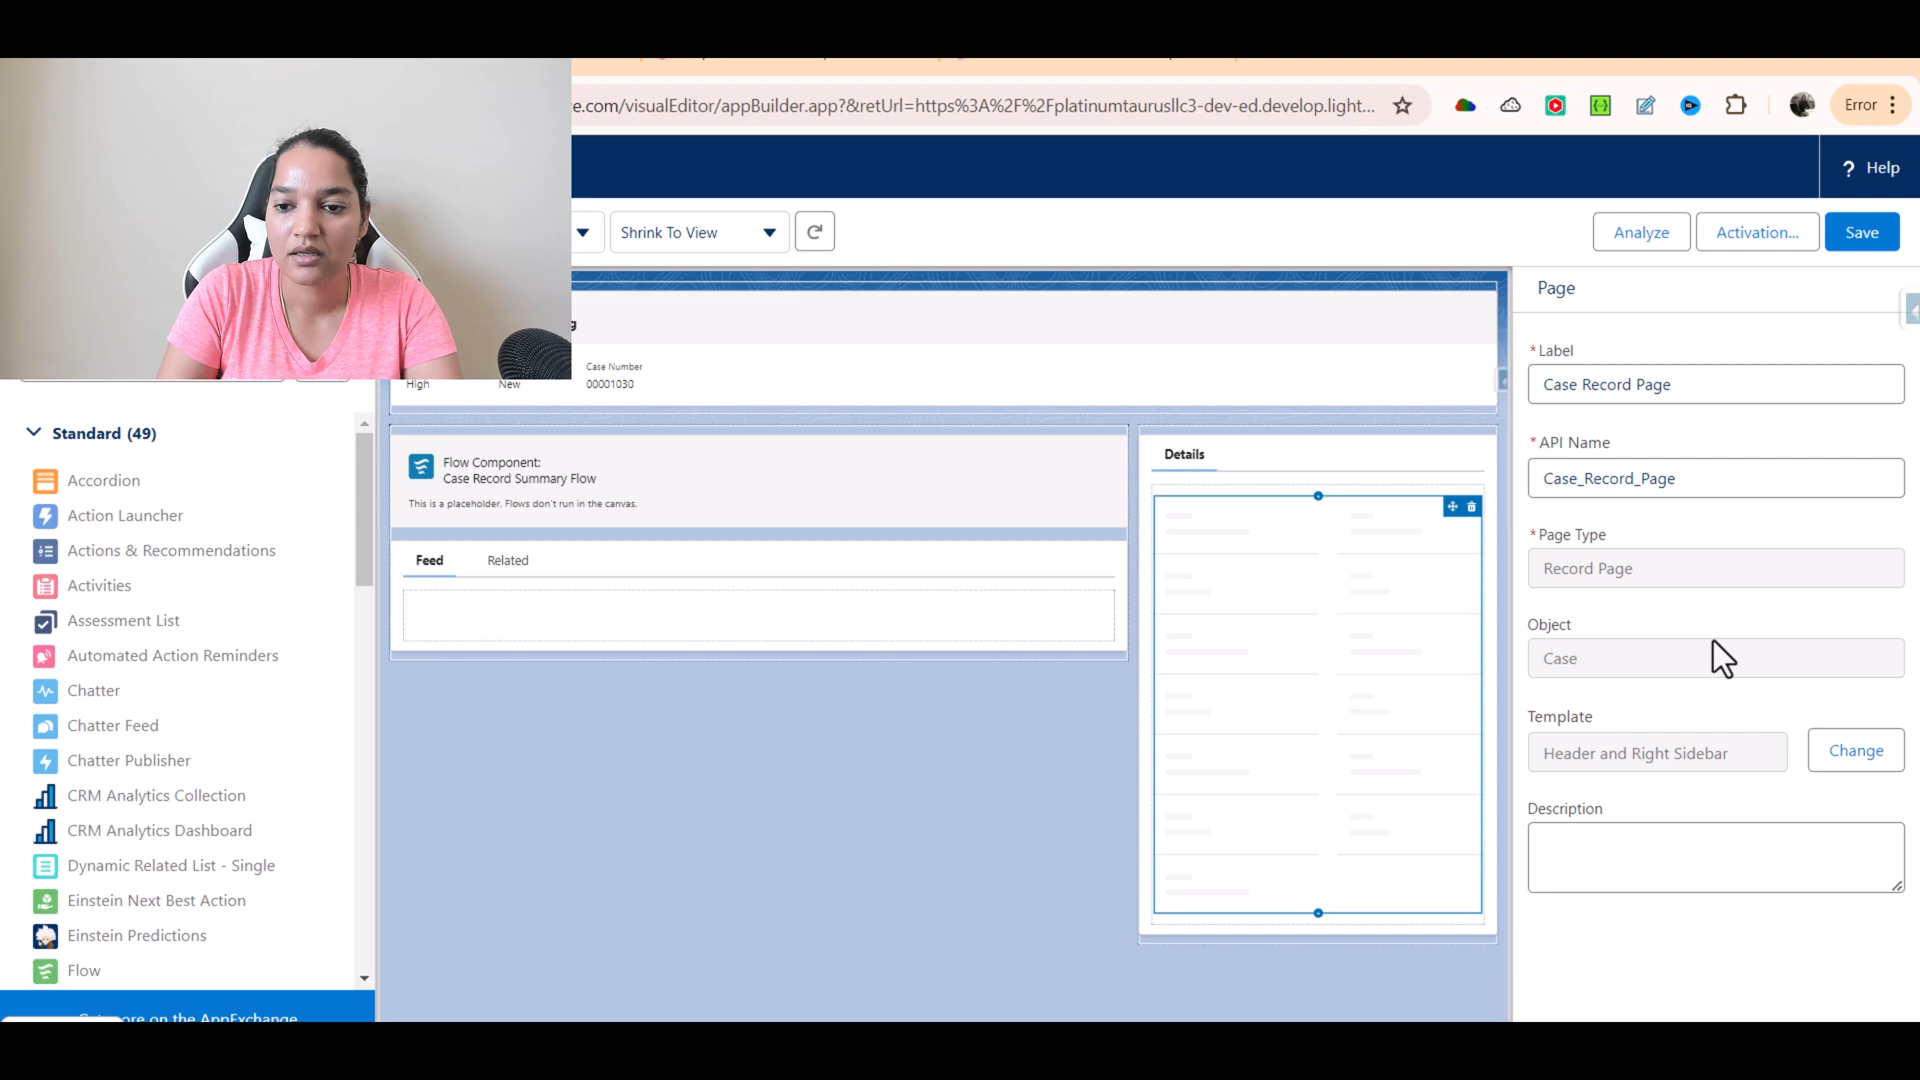 e.com/visualEditor/appBuilder.app?&retUrl=https%3A%2F%2Fplatinumtaurusllc3-dev-ed.develop.light...
Error
? Help
Shrink To View
Analyze
Activation...
Save
g
Case Number
High
New
00001030
Standard (49)
Accordion
Action Launcher
Actions & Recommendations
Activities
Assessment List
Automated Action Reminders
Chatter
Chatter Feed
Chatter Publisher
CRM Analytics Collection
CRM Analytics Dashboard
Dynamic Related List - Single
Einstein Next Best Action
Einstein Predictions
Flow
ore on the AppExchange
Flow Component:
Case Record Summary Flow
This is a placeholder. Flows don't run in the canvas.
Feed
Related
Details
Page
*Label
Case Record Page
*API Name
Case_Record_Page
*Page Type
Record Page
Object
Case
Template
Header and Right Sidebar
Change
Description